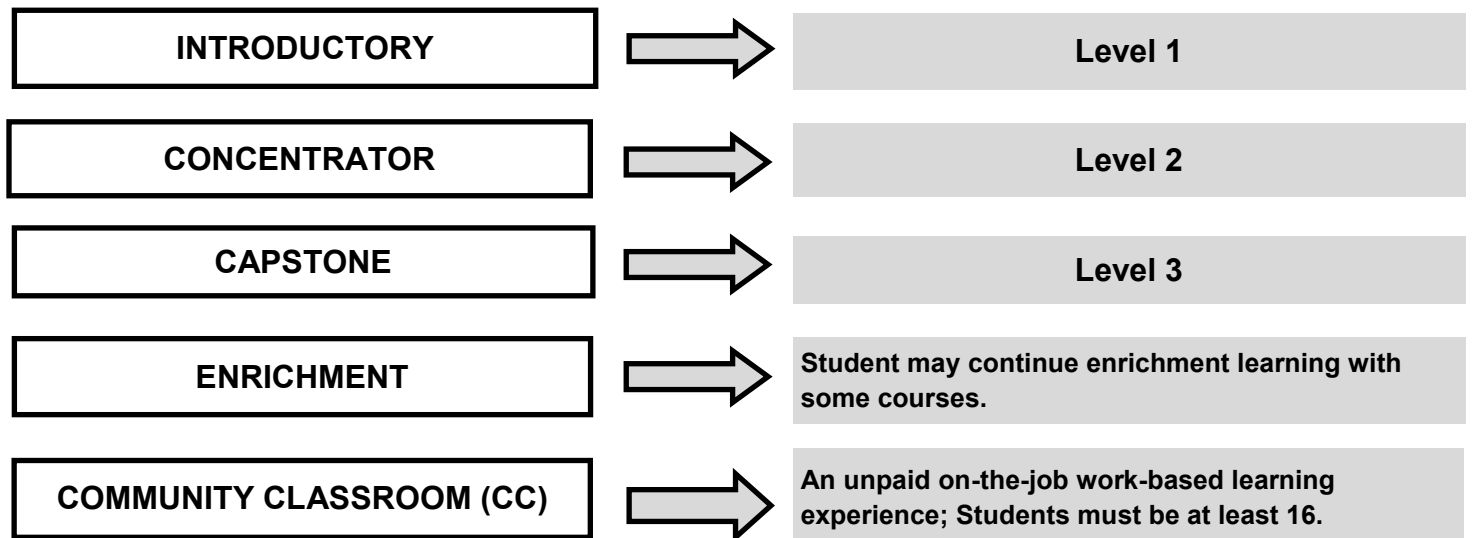 INTRODUCTORY
Level 1
CONCENTRATOR
Level 2
CAPSTONE
Level 3
ENRICHMENT
Student may continue enrichment learning with
some courses.
COMMUNITY CLASSROOM (CC)
An unpaid on-the-job work-based learning
experience; Students must be at least 16.